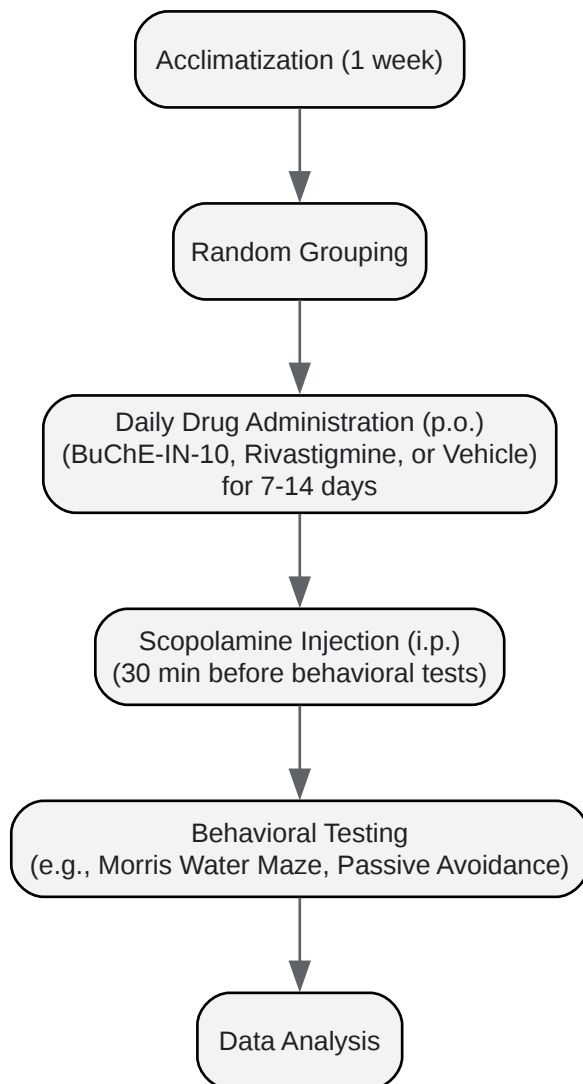 Acclimatization (1 week)
Random Grouping
Daily Drug Administration (p.o.)
(BuChE-IN-10, Rivastigmine, or Vehicle)
for 7-14 days
Scopolamine Injection (i.p.)
(30 min before behavioral tests)
Behavioral Testing
(e.g., Morris Water Maze, Passive Avoidance)
Data Analysis